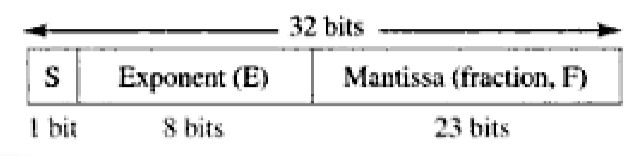 32 bits
S Exponent (E) Mantissa (fraction, F)
1 bit 8 bits 23 bits